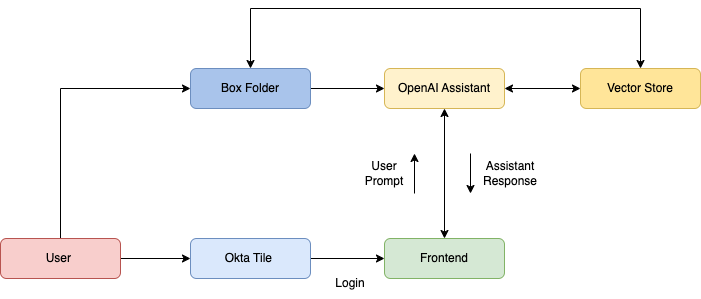 Box Folder
OpenAI Assistant
Vector Store
User
Prompt
Assistant
Response
User
Okta Tile
Frontend
Login